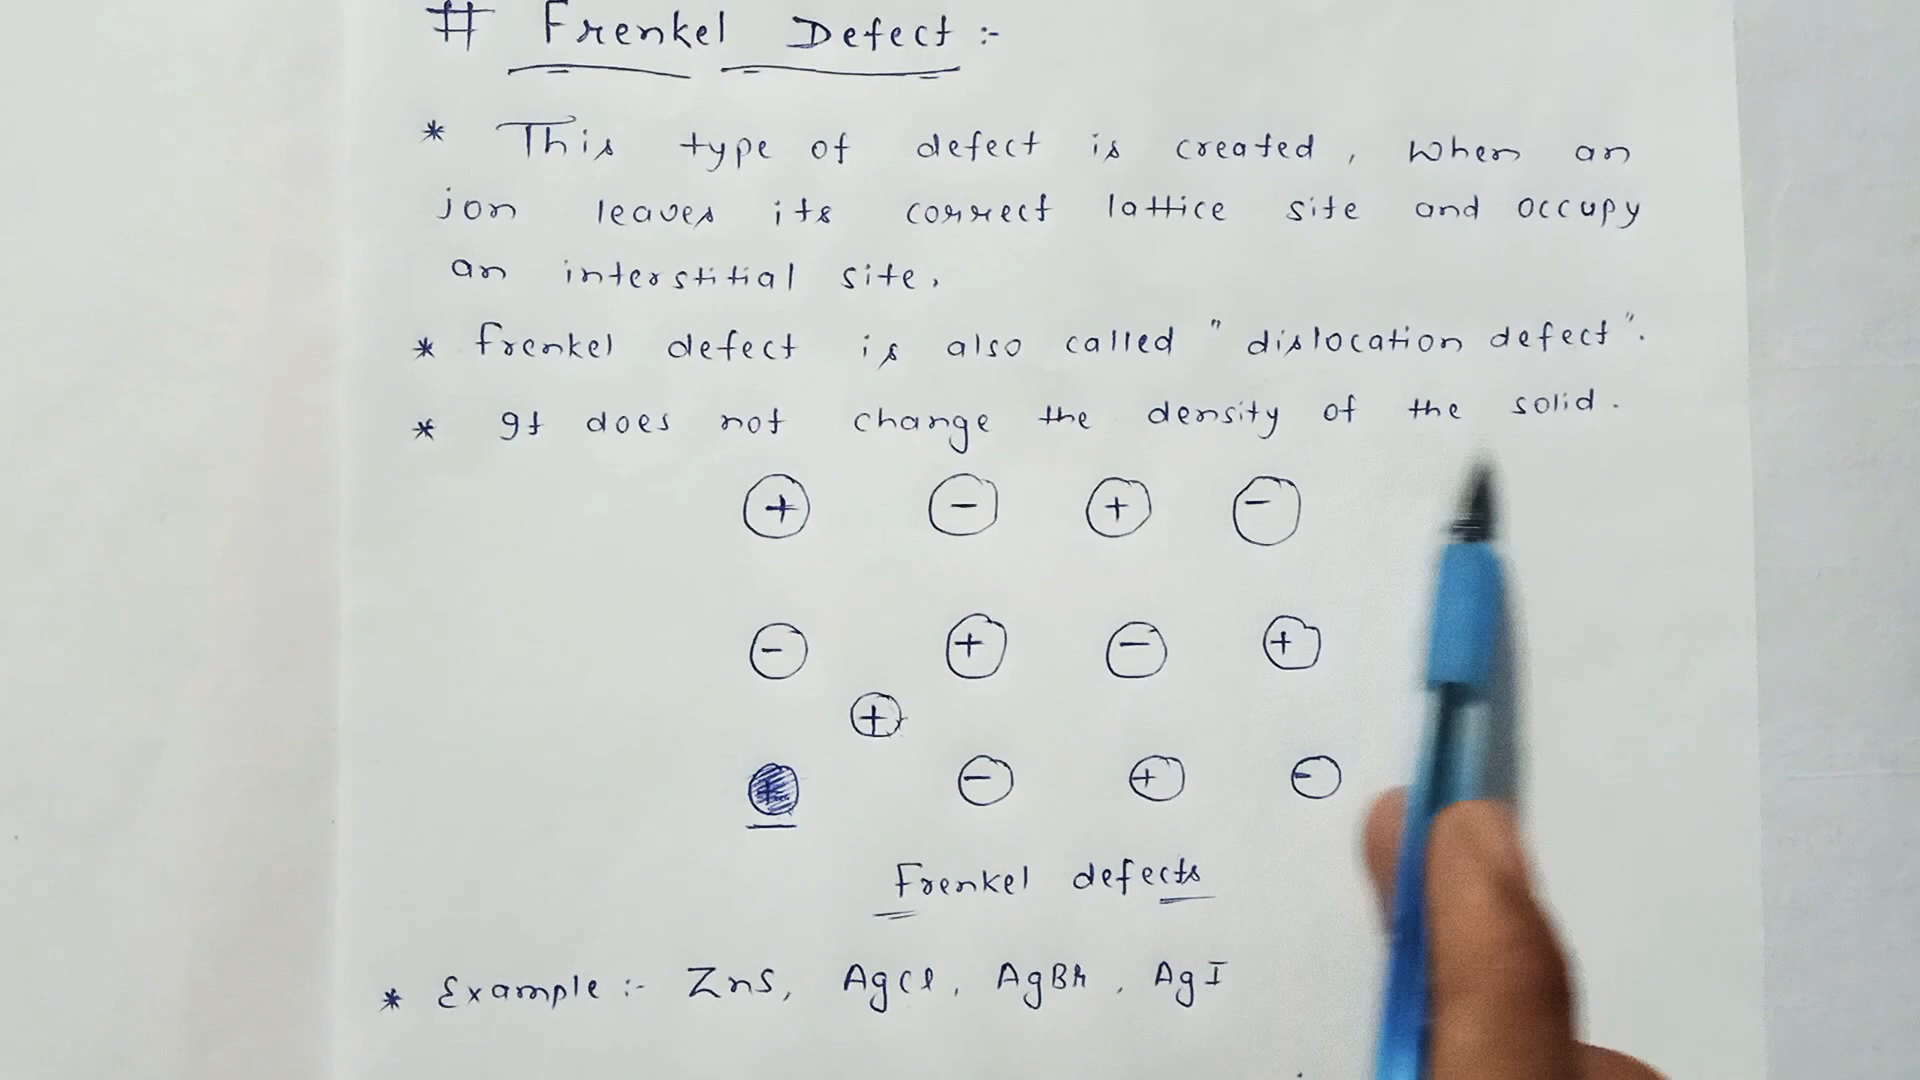 # Frenkel Defect :-
* This type of defect is created, when an
ion leaves its correct lattice site and occupy
an interstitial site.
* frenkel defect is also called "dislocation defect".
* It does not change the density of the solid.
+ - + -
- + - +
+
+ - + -
Frenkel defects
* Example :- ZnS, AgCl, AgBr, AgI